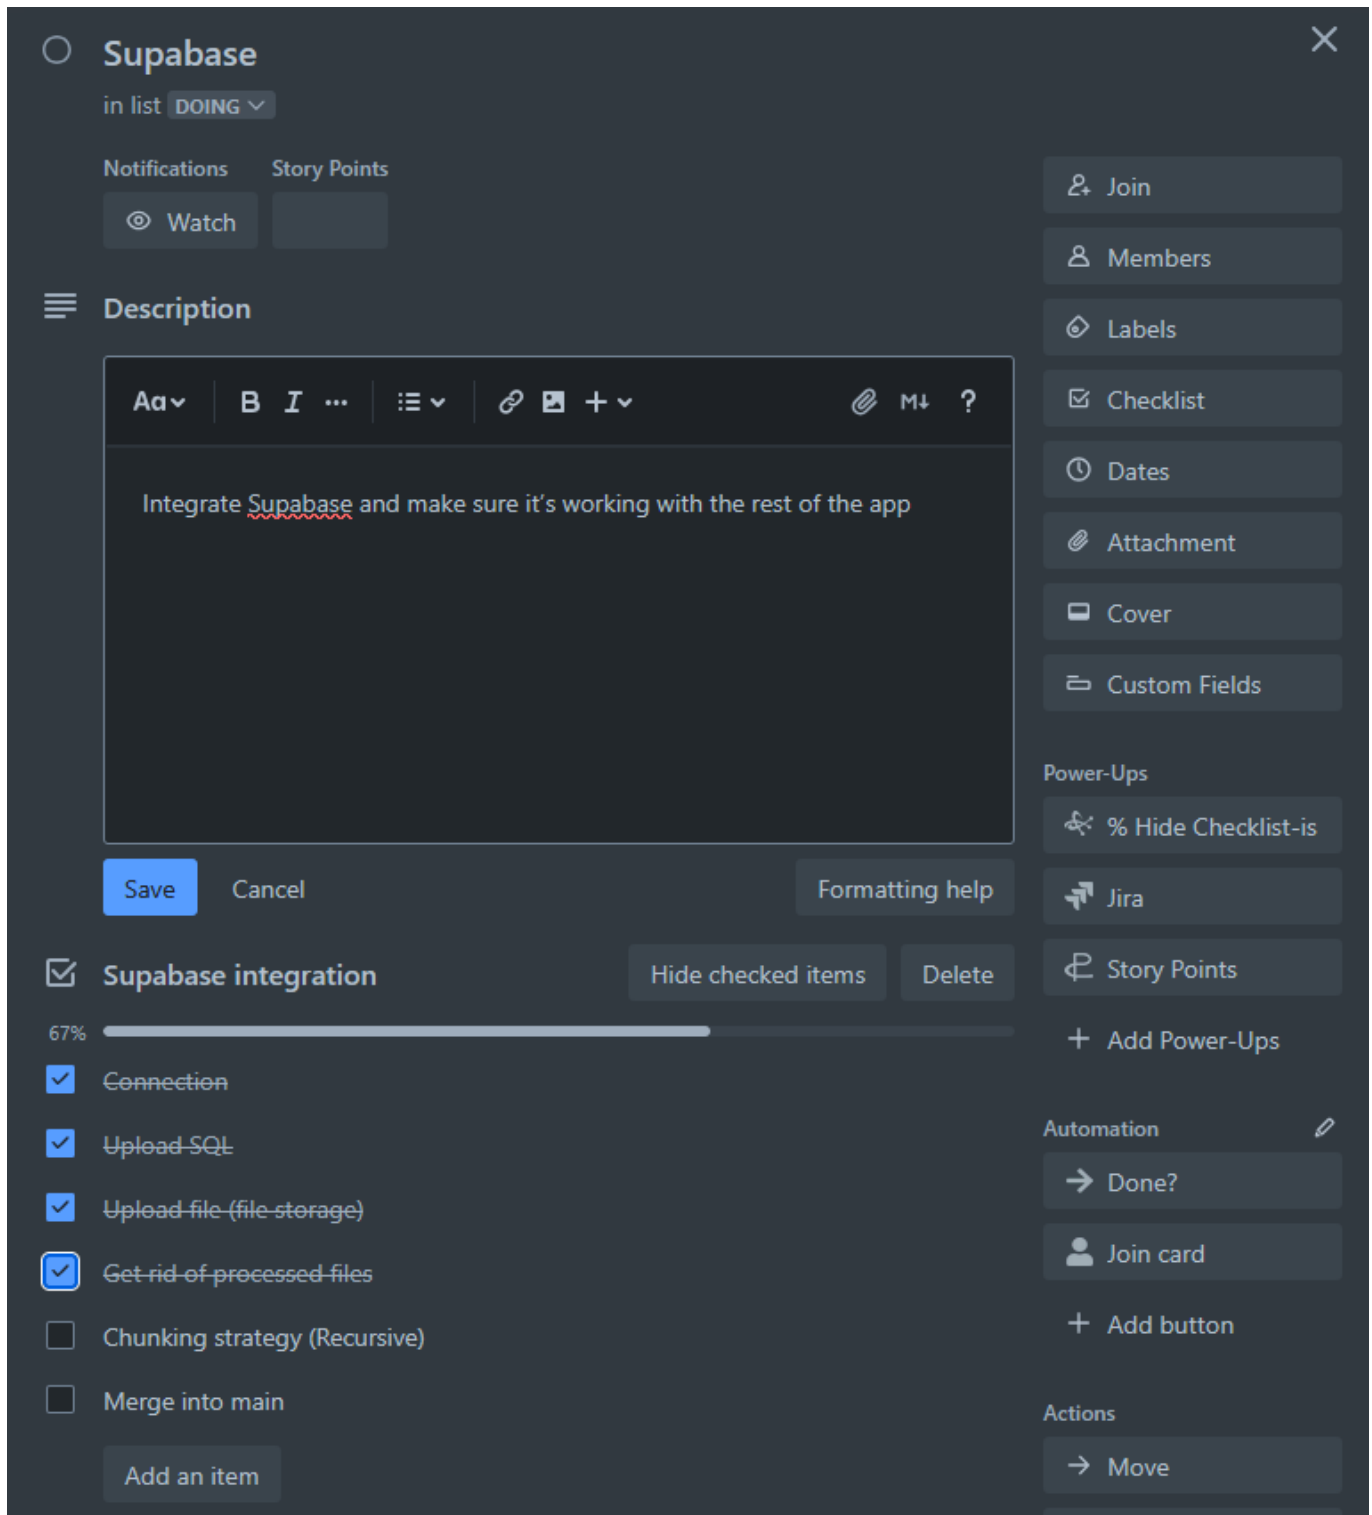 Supabase
in list DOING
Notifications Story Points
Watch
Description
Aa B I ... M↓ ?
Integrate Supabase and make sure it's working with the rest of the app
Save Cancel Formatting help
Supabase integration Hide checked items Delete
67%
Connection
Upload SQL
Upload file (file storage)
Get rid of processed files
Chunking strategy (Recursive)
Merge into main
Add an item
Join
Members
Labels
Checklist
Dates
Attachment
Cover
Custom Fields
Power-Ups
% Hide Checklist-is
Jira
Story Points
+ Add Power-Ups
Automation
Done?
Join card
+ Add button
Actions
Move